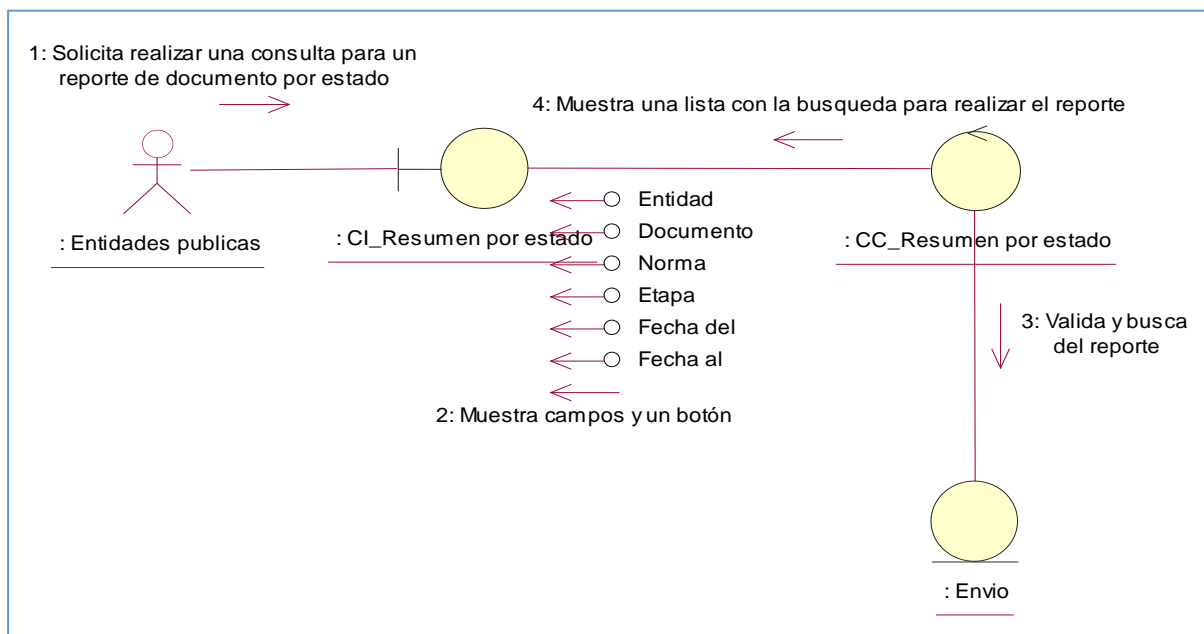 1: Solicita realizar una consulta para un
reporte de documento por estado
4: Muestra una lista con la busqueda para realizar el reporte
: Entidades publicas
: CI_Resumen por estado
Entidad
Documento
Norma
Etapa
Fecha del
Fecha al
2: Muestra campos y un botón
: CC_Resumen por estado
3: Valida y busca
del reporte
: Envio